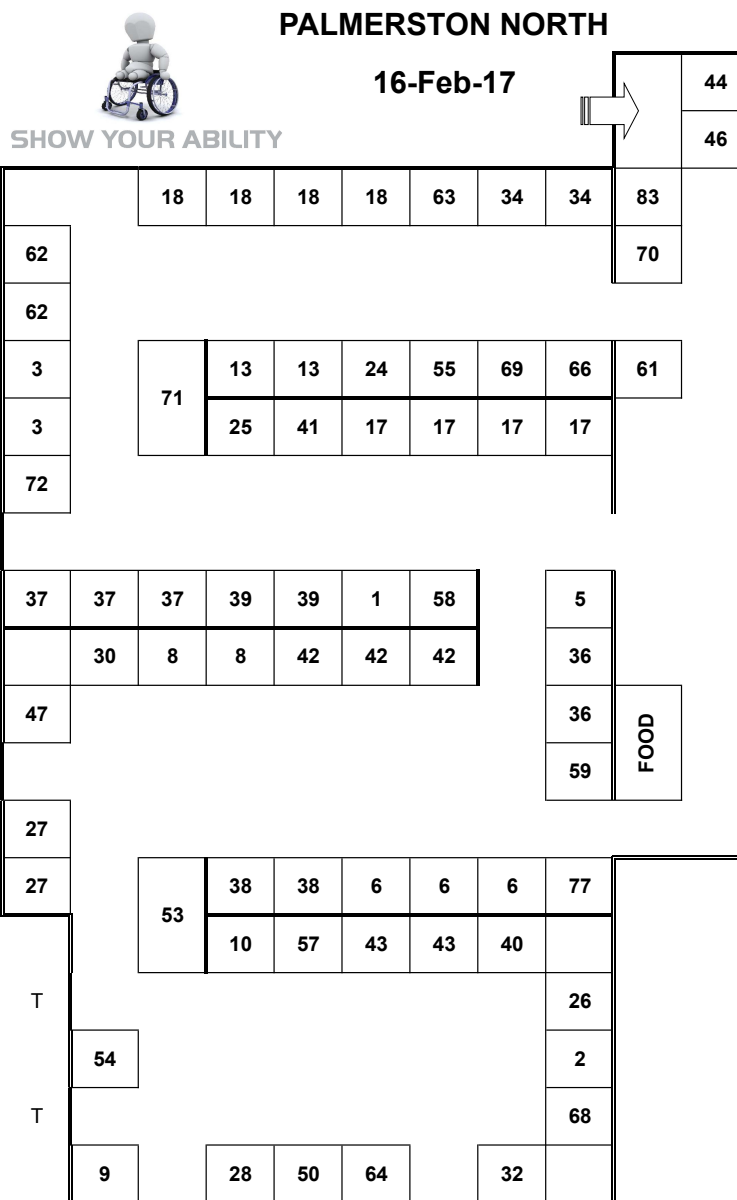 PALMERSTON NORTH
16-Feb-17
44
SHOW YOUR ABILITY
46
18 18 18 18 63 34 34 83
62 70
62
3 71 13 13 24 55 69 66 61
3 25 41 17 17 17 17
72
37 37 37 39 39 1 58 5
30 8 8 42 42 42 36
47 36 FOOD
59
27
27 53 38 38 6 6 6 77
10 57 43 43 40
T 26
54 2
T 68
9 28 50 64 32